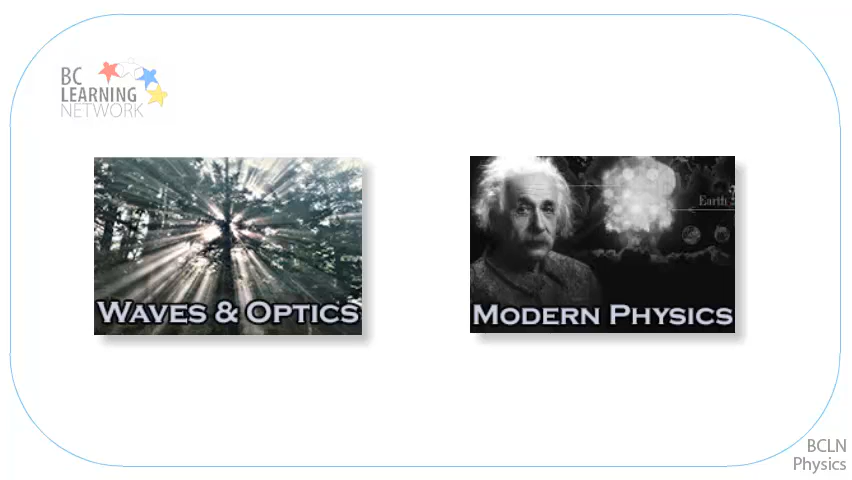 BC
LEARNING
NETWORK
WAVES & OPTICS
Earth
MODERN PHYSICS
BCLN
Physics